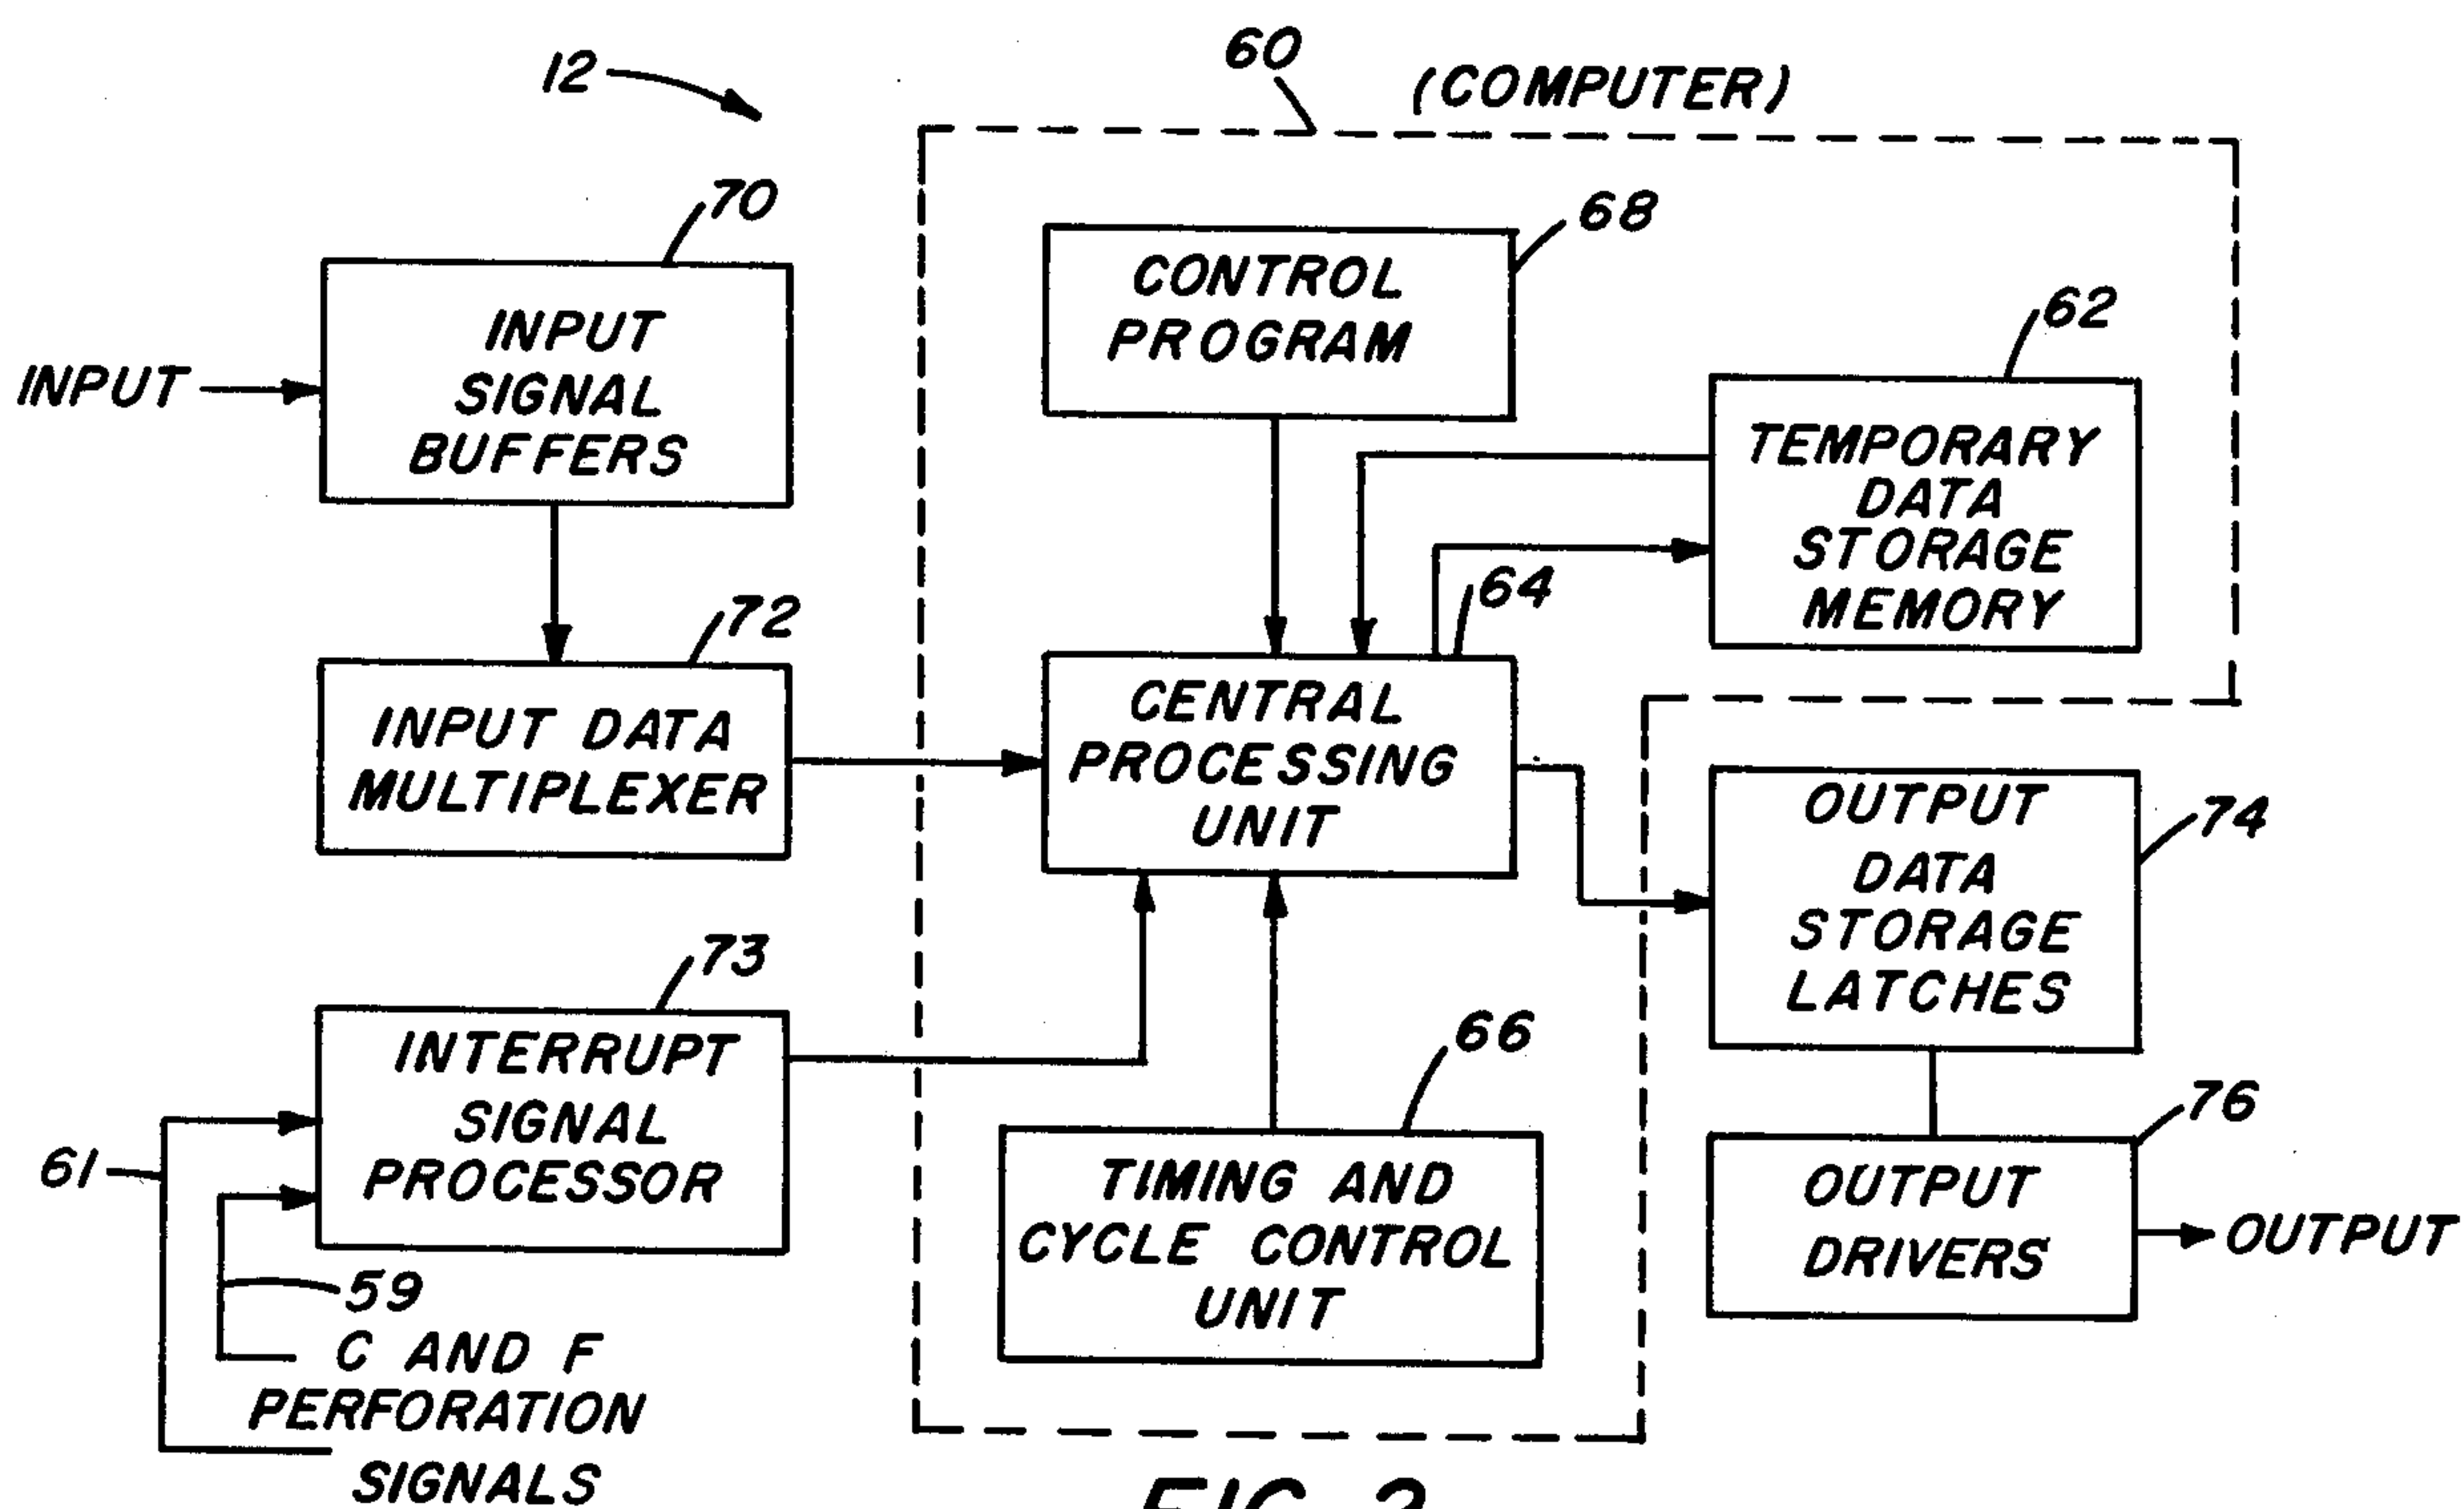 12
60
(COMPUTER)
70
INPUT
SIGNAL
BUFFERS
INPUT
68
CONTROL
PROGRAM
62
TEMPORARY
DATA
STORAGE
MEMORY
72
INPUT DATA
MULTIPLEXER
64
CENTRAL
PROCESSING
UNIT
74
OUTPUT
DATA
STORAGE
LATCHES
73
INTERRUPT
SIGNAL
PROCESSOR
61
59
C AND F
PERFORATION
SIGNALS
66
TIMING AND
CYCLE CONTROL
UNIT
76
OUTPUT
DRIVERS
OUTPUT